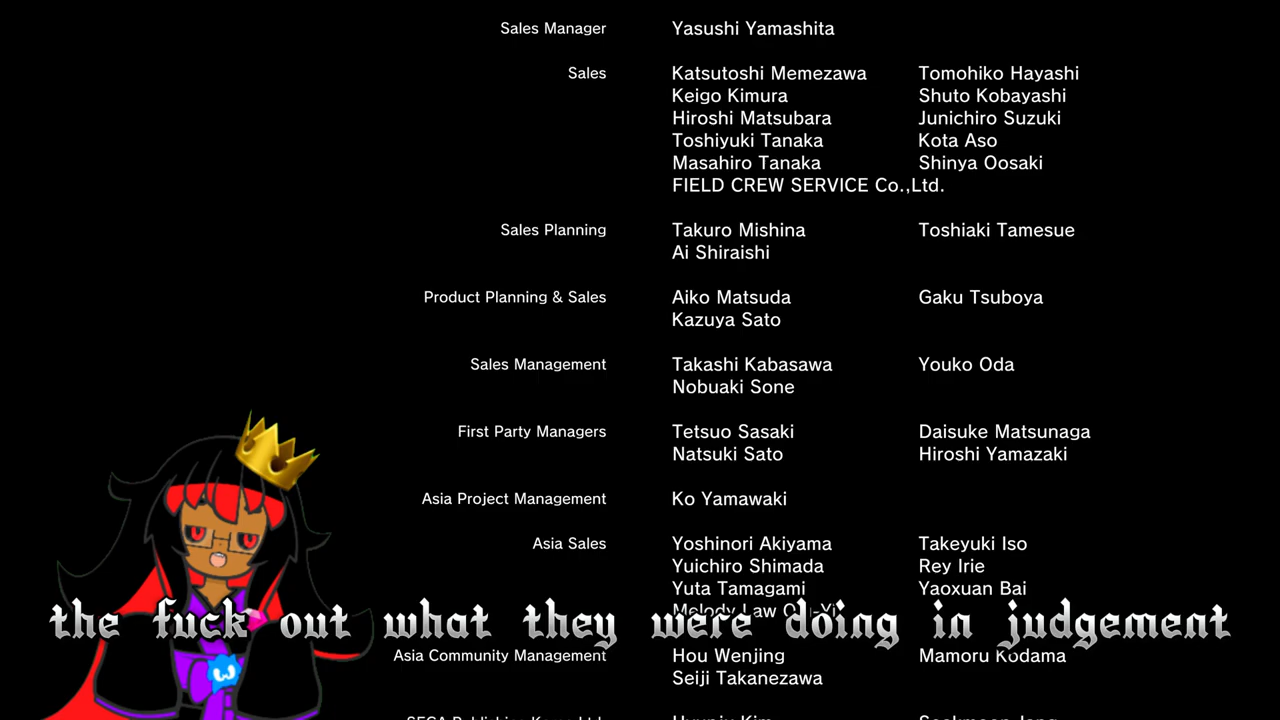 Sales Manager Yasushi Yamashita
Sales Katsutoshi Memezawa Tomohiko Hayashi
Keigo Kimura Shuto Kobayashi
Hiroshi Matsubara Junichiro Suzuki
Toshiyuki Tanaka Kota Aso
Masahiro Tanaka Shinya Oosaki
FIELD CREW SERVICE Co.,Ltd.
Sales Planning Takuro Mishina Toshiaki Tamesue
Ai Shiraishi
Product Planning & Sales Aiko Matsuda Gaku Tsuboya
Kazuya Sato
Sales Management Takashi Kabasawa Youko Oda
Nobuaki Sone
First Party Managers Tetsuo Sasaki Daisuke Matsunaga
Natsuki Sato Hiroshi Yamazaki
Asia Project Management Ko Yamawaki
Asia Sales Yoshinori Akiyama Takeyuki Iso
Yuichiro Shimada Rey Irie
Yuta Tamagami Yaoxuan Bai
Melody Law
the fuck out what they were doing in judgement
Asia Community Management Hou Wenjing Mamoru Kodama
Seiji Takanezawa